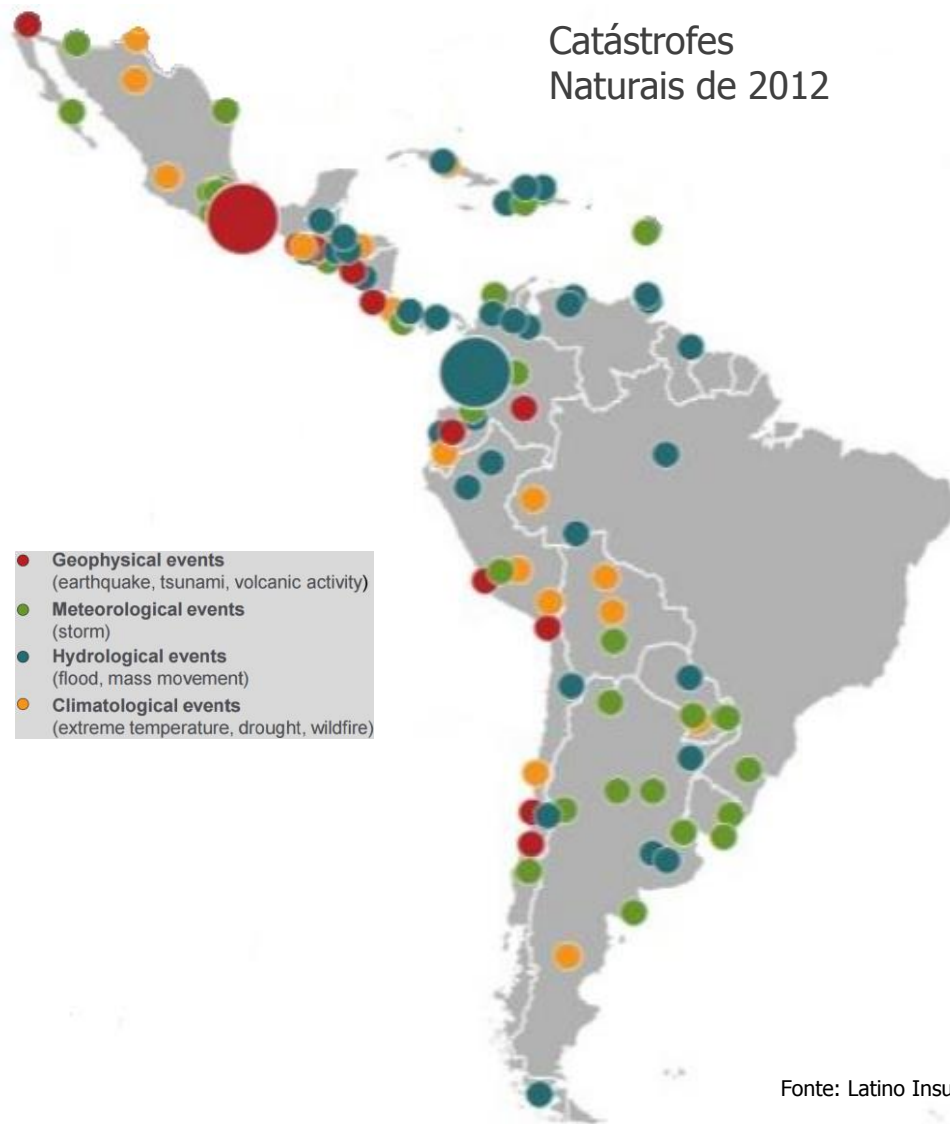 Catástrofes
Naturais de 2012
Geophysical events
(earthquake, tsunami, volcanic activity)
Meteorological events
(storm)
Hydrological events
(flood, mass movement)
Climatological events
(extreme temperature, drought, wildfire)
Fonte: Latino Insu